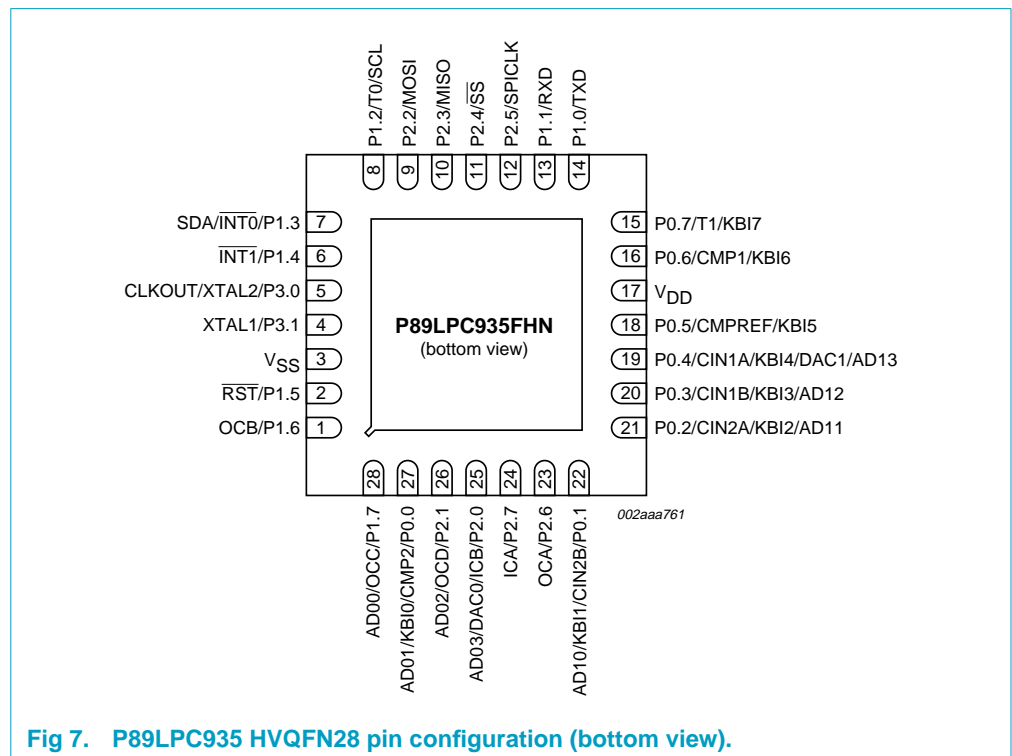 P1.2/T0/SCL
P2.2/MOSI
P2.3/MISO
P2.4/S̅S̅
P2.5/SPICLK
P1.1/RXD
P1.0/TXD
8
9
10
11
12
13
14
SDA/I̅N̅T̅0̅/P1.3 7
I̅N̅T̅1̅/P1.4 6
CLKOUT/XTAL2/P3.0 5
XTAL1/P3.1 4
VSS 3
R̅S̅T̅/P1.5 2
OCB/P1.6 1
P89LPC935FHN
(bottom view)
15 P0.7/T1/KBI7
16 P0.6/CMP1/KBI6
17 VDD
18 P0.5/CMPREF/KBI5
19 P0.4/CIN1A/KBI4/DAC1/AD13
20 P0.3/CIN1B/KBI3/AD12
21 P0.2/CIN2A/KBI2/AD11
28
27
26
25
24
23
22
AD00/OCC/P1.7
AD01/KBI0/CMP2/P0.0
AD02/OCD/P2.1
AD03/DAC0/ICB/P2.0
ICA/P2.7
OCA/P2.6
AD10/KBI1/CIN2B/P0.1
002aaa761
Fig 7. P89LPC935 HVQFN28 pin configuration (bottom view).